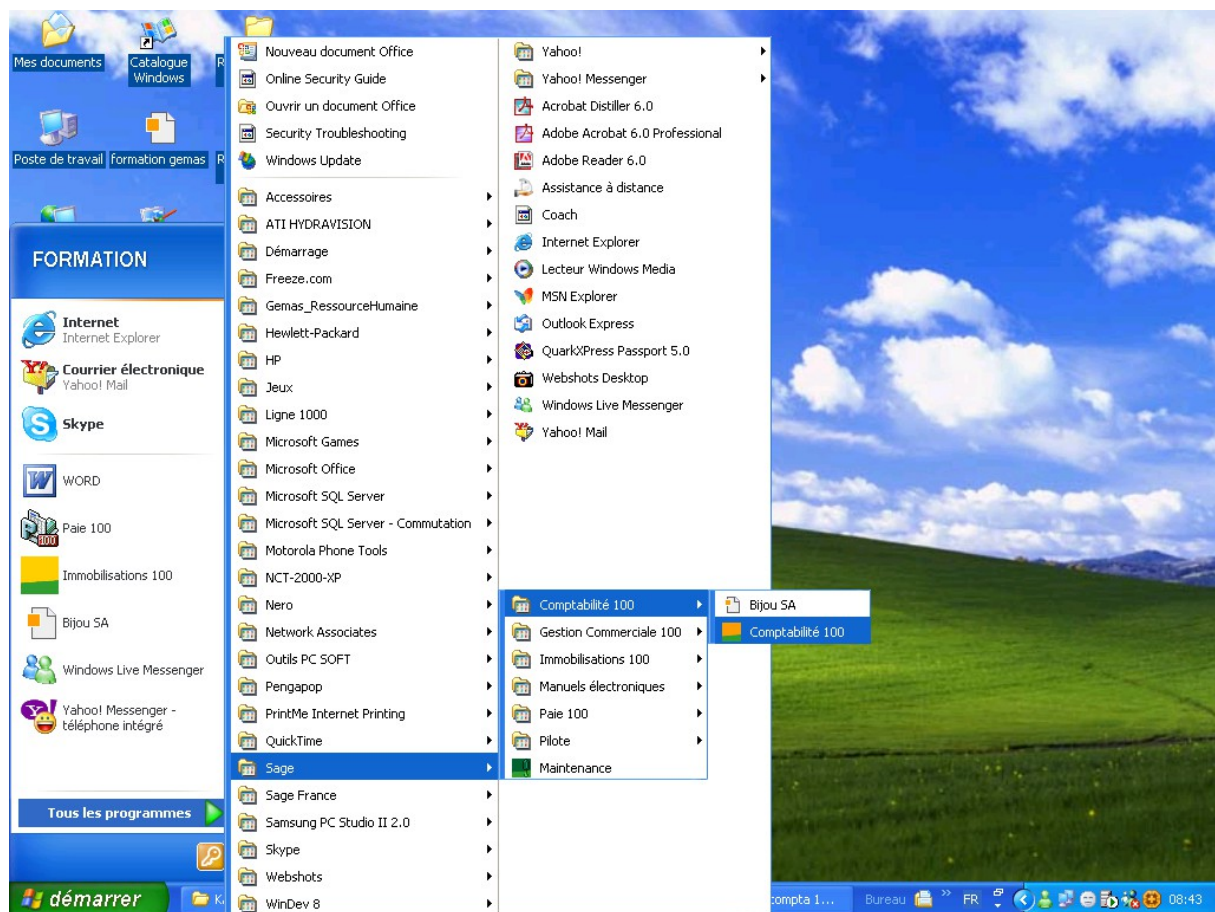 Mes documents
Catalogue
Windows
Poste de travail
formation gemas
FORMATION
Internet
Internet Explorer
Courrier électronique
Yahoo! Mail
Skype
WORD
Paie 100
Immobilisations 100
Bijou SA
Windows Live Messenger
Yahoo! Messenger -
téléphone intégré
Tous les programmes
Nouveau document Office
Online Security Guide
Ouvrir un document Office
Security Troubleshooting
Windows Update
Accessoires
ATI HYDRAVISION
Démarrage
Freeze.com
Gemas_RessourceHumaine
Hewlett-Packard
HP
Jeux
Ligne 1000
Microsoft Games
Microsoft Office
Microsoft SQL Server
Microsoft SQL Server - Commutation
Motorola Phone Tools
NCT-2000-XP
Nero
Network Associates
Outils PC SOFT
Pengapop
PrintMe Internet Printing
QuickTime
Sage
Sage France
Samsung PC Studio II 2.0
Skype
Webshots
WinDev 8
Yahoo!
Yahoo! Messenger
Acrobat Distiller 6.0
Adobe Acrobat 6.0 Professional
Adobe Reader 6.0
Assistance à distance
Coach
Internet Explorer
Lecteur Windows Media
MSN Explorer
Outlook Express
QuarkXPress Passport 5.0
Webshots Desktop
Windows Live Messenger
Yahoo! Mail
Comptabilité 100
Gestion Commerciale 100
Immobilisations 100
Manuels électroniques
Paie 100
Pilote
Maintenance
Bijou SA
Comptabilité 100
démarrer
compta 1...
Bureau
FR
08:43